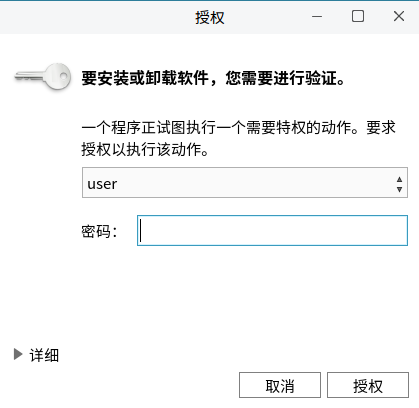 授权
要安装或卸载软件，您需要进行验证。
一个程序正试图执行一个需要特权的动作。要求
授权以执行该动作。
user
密码：
详细
取消 授权